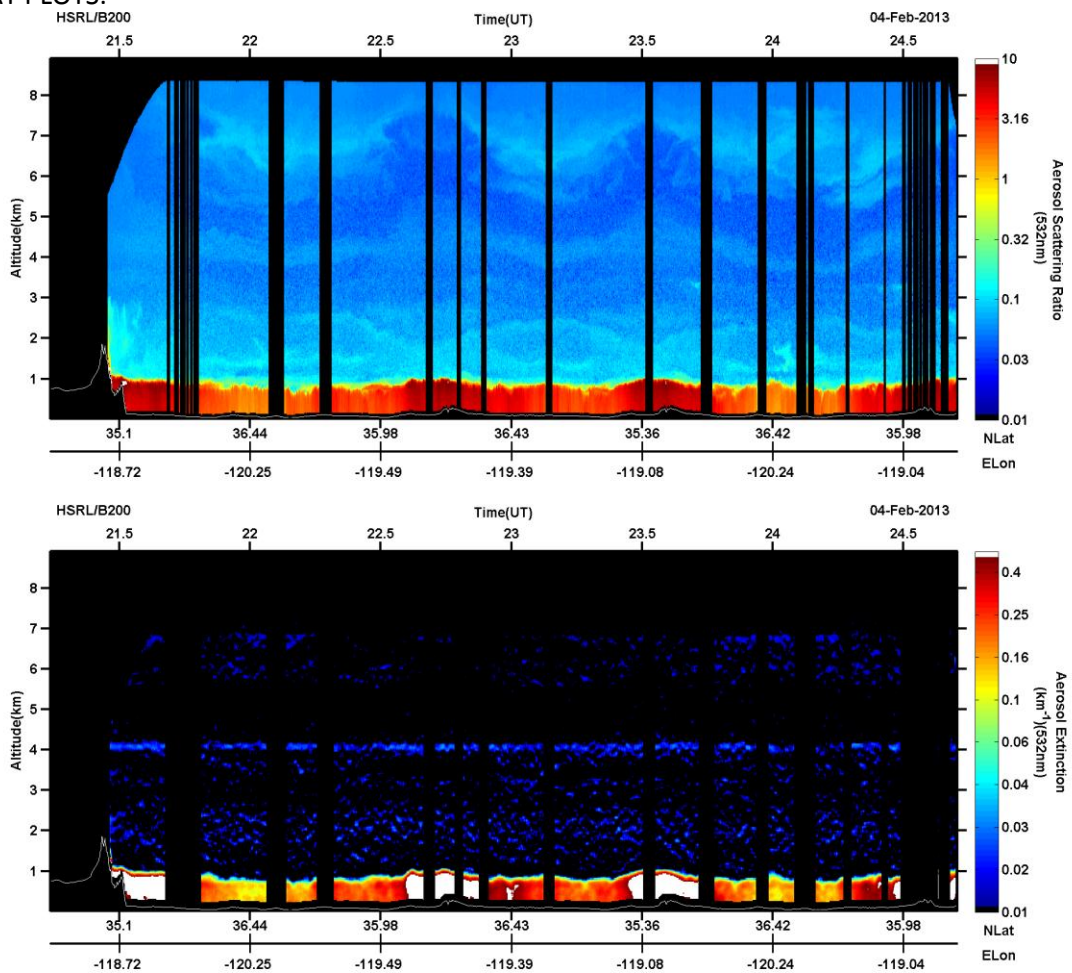 HSRL/B200 Time(UT) 04-Feb-2013
21.5 22 22.5 23 23.5 24 24.5
Altitude(km)
8
7
6
5
4
3
2
1
10
3.16
1
0.32
0.1
0.03
0.01
Aerosol Scattering Ratio
(532nm)
35.1 36.44 35.98 36.43 35.36 36.42 35.98 NLat
-118.72 -120.25 -119.49 -119.39 -119.08 -120.24 -119.04 ELon
HSRL/B200 Time(UT) 04-Feb-2013
21.5 22 22.5 23 23.5 24 24.5
Altitude(km)
8
7
6
5
4
3
2
1
0.4
0.25
0.16
0.1
0.06
0.04
0.03
0.02
0.01
Aerosol Extinction
(km-1)(532nm)
35.1 36.44 35.98 36.43 35.36 36.42 35.98 NLat
-118.72 -120.25 -119.49 -119.39 -119.08 -120.24 -119.04 ELon